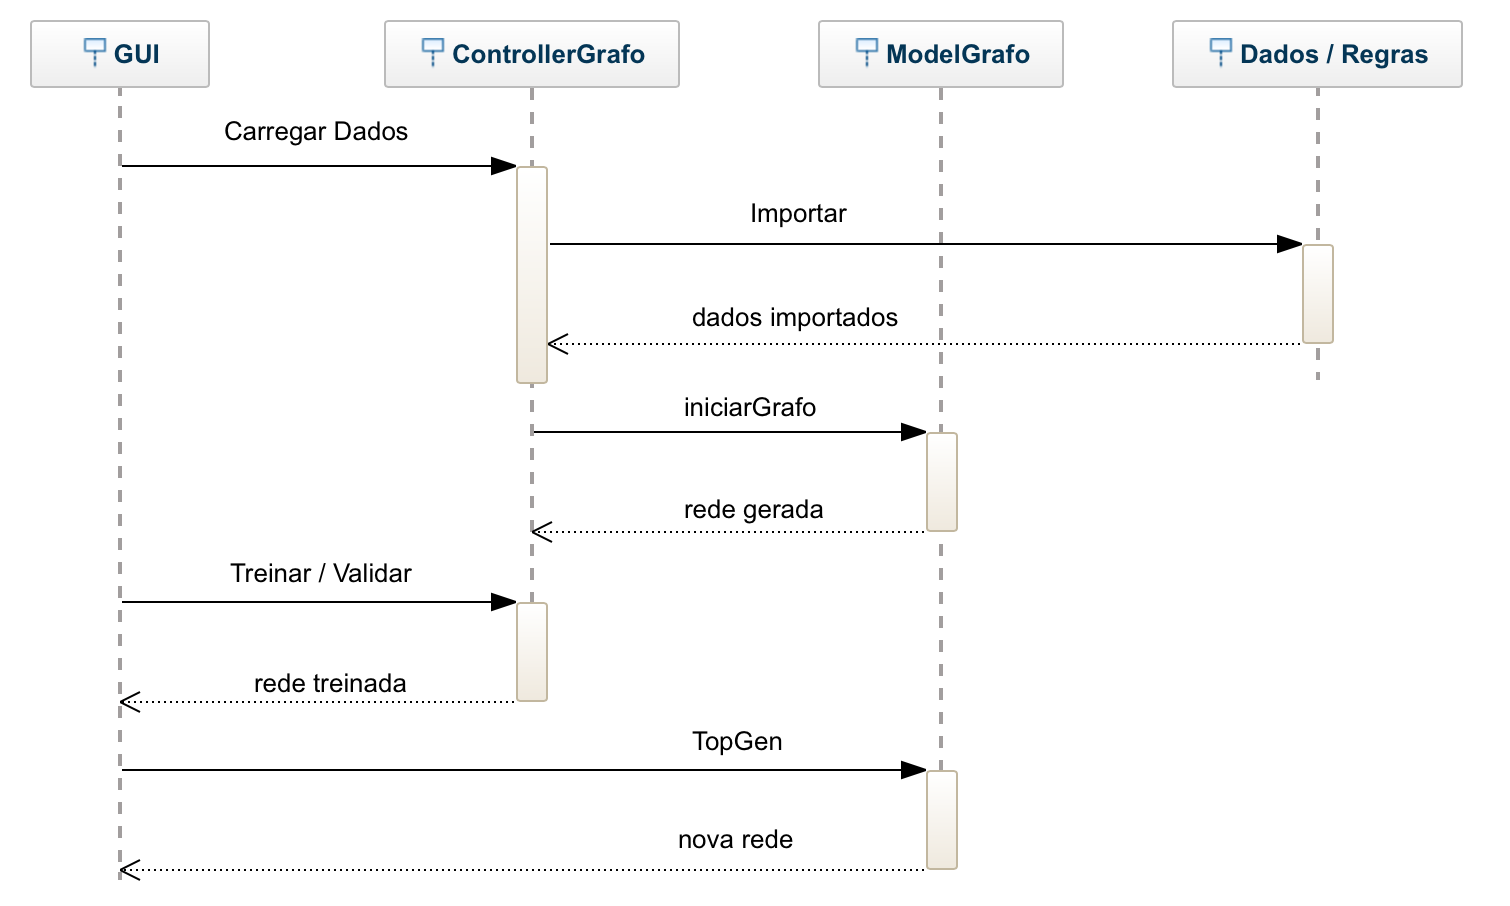 GUI
ControllerGrafo
ModelGrafo
Dados / Regras
Carregar Dados
Importar
dados importados
iniciarGrafo
rede gerada
Treinar / Validar
rede treinada
TopGen
nova rede